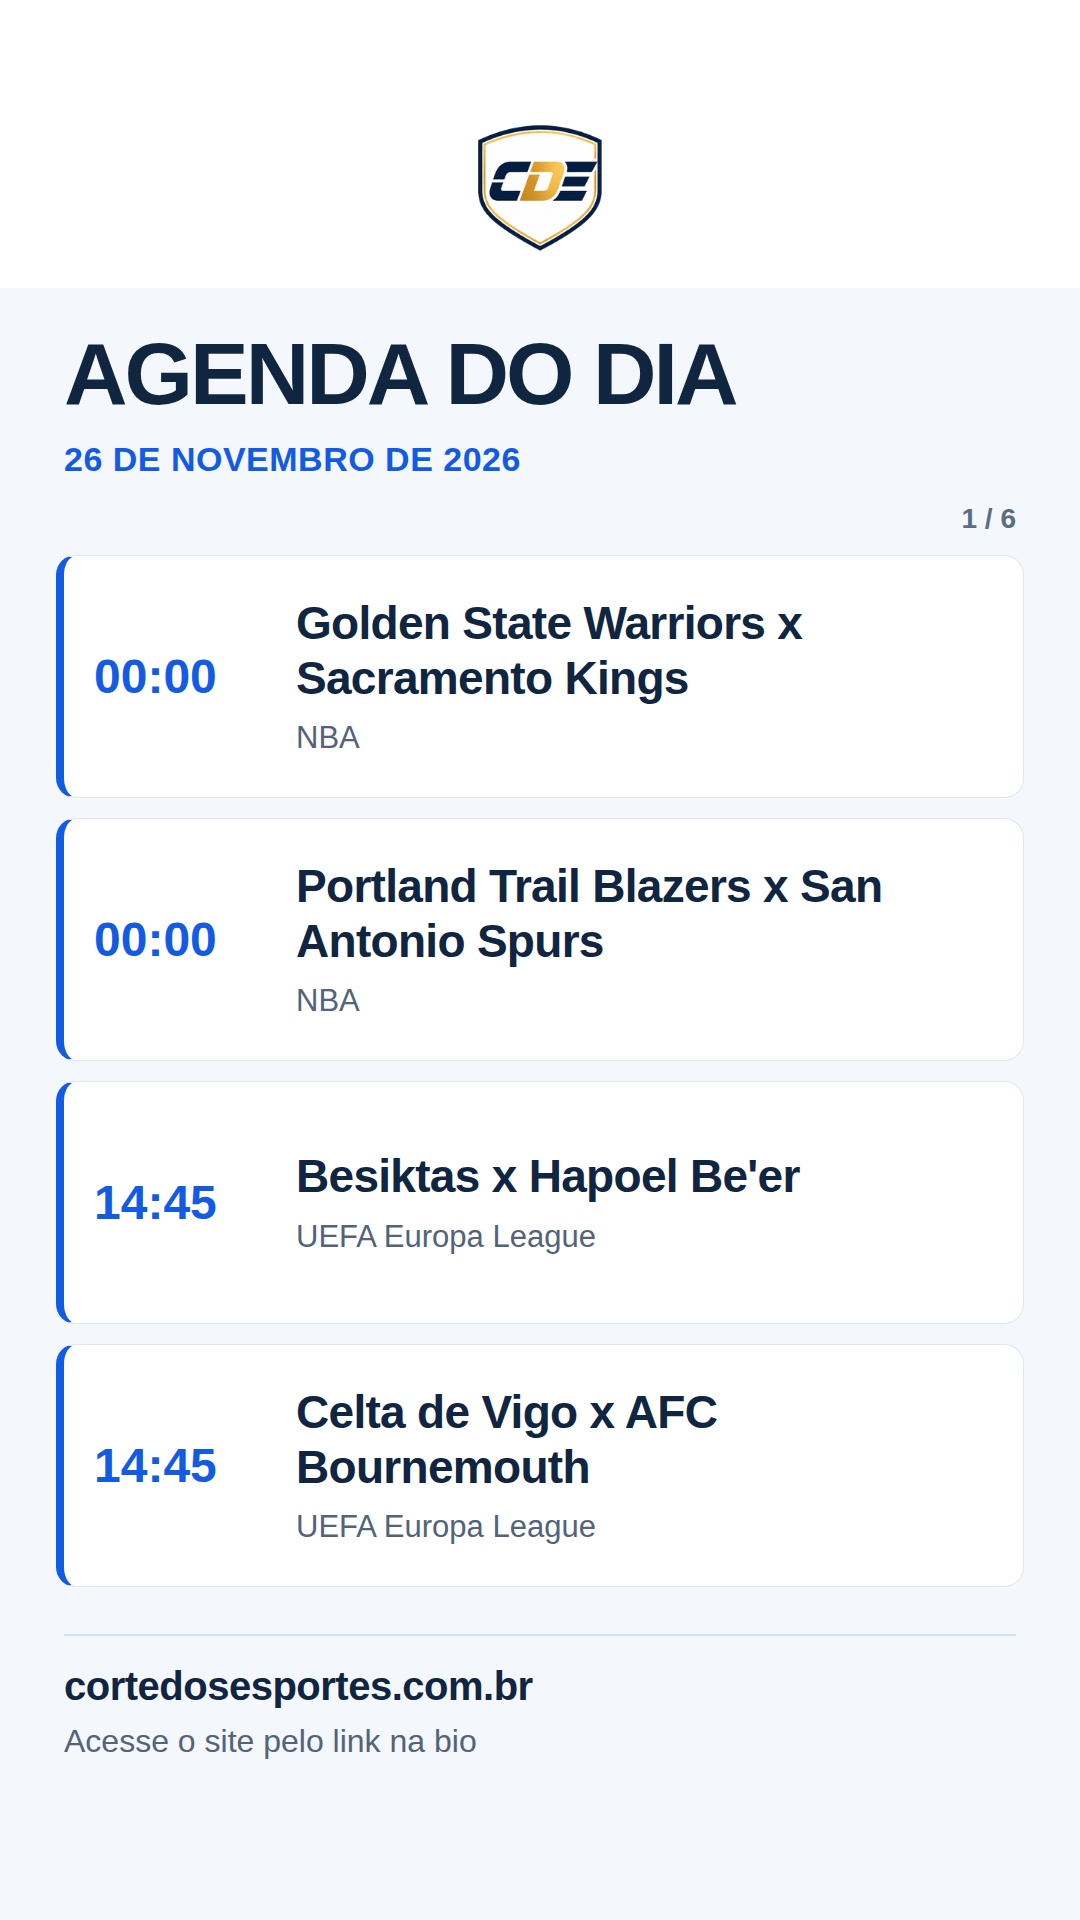 CDE
AGENDA DO DIA
26 DE NOVEMBRO DE 2026
1 / 6
00:00
Golden State Warriors x
Sacramento Kings
NBA
00:00
Portland Trail Blazers x San
Antonio Spurs
NBA
14:45
Besiktas x Hapoel Be'er
UEFA Europa League
14:45
Celta de Vigo x AFC
Bournemouth
UEFA Europa League
cortedosesportes.com.br
Acesse o site pelo link na bio